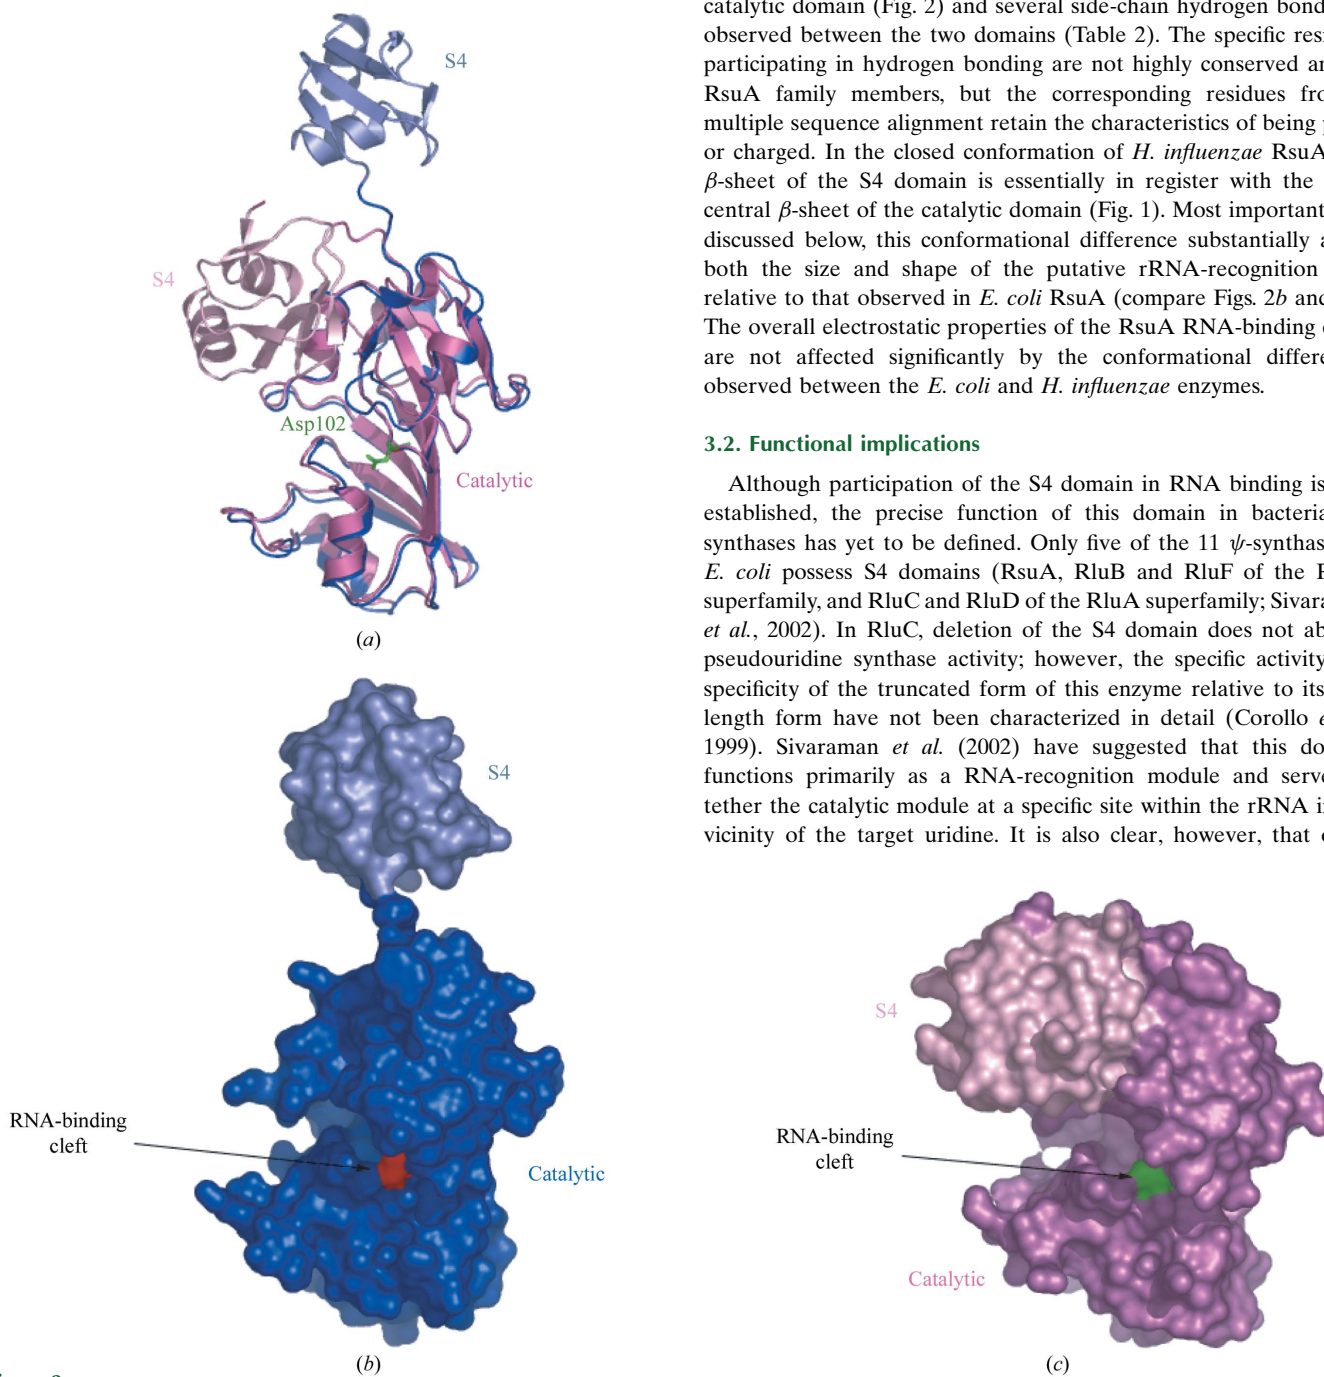 S4
S4
Asp102
Catalytic
(a)
S4
RNA-binding
cleft
Catalytic
(b)
catalytic domain (Fig. 2) and several side-chain hydrogen bond
observed between the two domains (Table 2). The specific resi
participating in hydrogen bonding are not highly conserved an
RsuA family members, but the corresponding residues fro
multiple sequence alignment retain the characteristics of being
or charged. In the closed conformation of H. influenzae RsuA
β-sheet of the S4 domain is essentially in register with the
central β-sheet of the catalytic domain (Fig. 1). Most important
discussed below, this conformational difference substantially a
both the size and shape of the putative rRNA-recognition
relative to that observed in E. coli RsuA (compare Figs. 2b and
The overall electrostatic properties of the RsuA RNA-binding
are not affected significantly by the conformational differe
observed between the E. coli and H. influenzae enzymes.
3.2. Functional implications
Although participation of the S4 domain in RNA binding is
established, the precise function of this domain in bacteria
synthases has yet to be defined. Only five of the 11 ψ-synthas
E. coli possess S4 domains (RsuA, RluB and RluF of the R
superfamily, and RluC and RluD of the RluA superfamily; Sivara
et al., 2002). In RluC, deletion of the S4 domain does not ab
pseudouridine synthase activity; however, the specific activity
specificity of the truncated form of this enzyme relative to its
length form have not been characterized in detail (Corollo e
1999). Sivaraman et al. (2002) have suggested that this do
functions primarily as a RNA-recognition module and serve
tether the catalytic module at a specific site within the rRNA i
vicinity of the target uridine. It is also clear, however, that
S4
RNA-binding
cleft
Catalytic
(c)